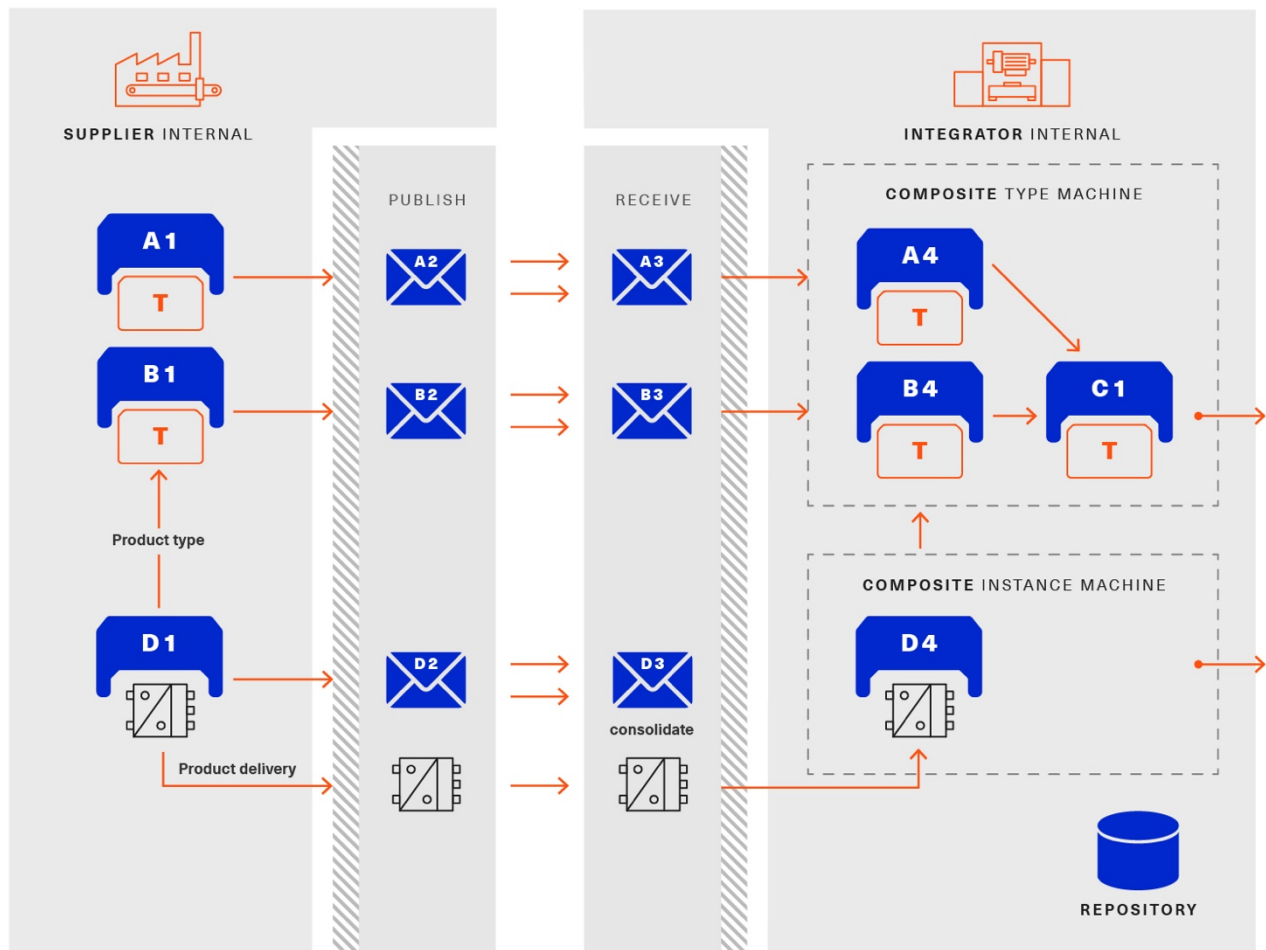 SUPPLIER INTERNAL
INTEGRATOR INTERNAL
PUBLISH
RECEIVE
COMPOSITE TYPE MACHINE
A1
T
A2
A3
A4
T
B1
T
B2
B3
B4
T
C1
T
Product type
COMPOSITE INSTANCE MACHINE
D1
D2
D3
D4
consolidate
Product delivery
REPOSITORY